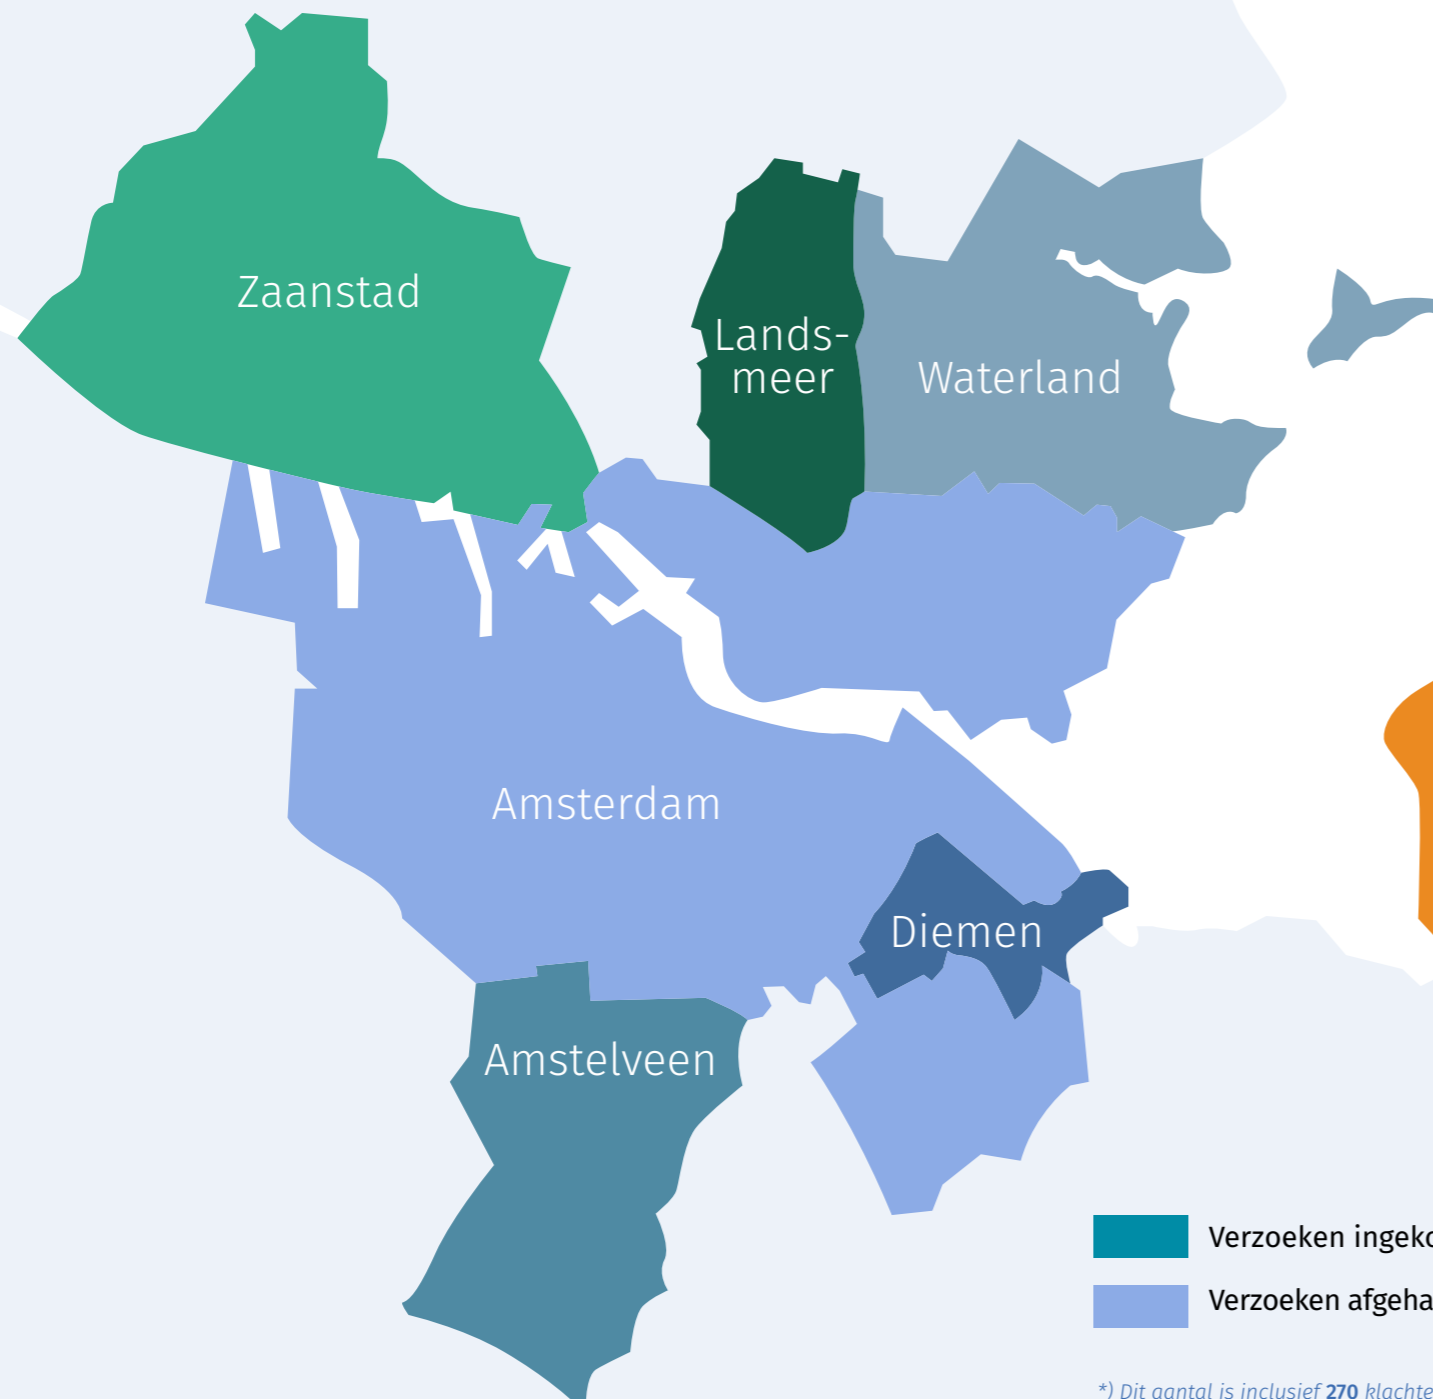 Zaanstad
Lands-
meer
Waterland
Amsterdam
Diemen
Amstelveen
Verzoeken ingeko
Verzoeken afgeha
*) Dit aantal is inclusief 270 klachte